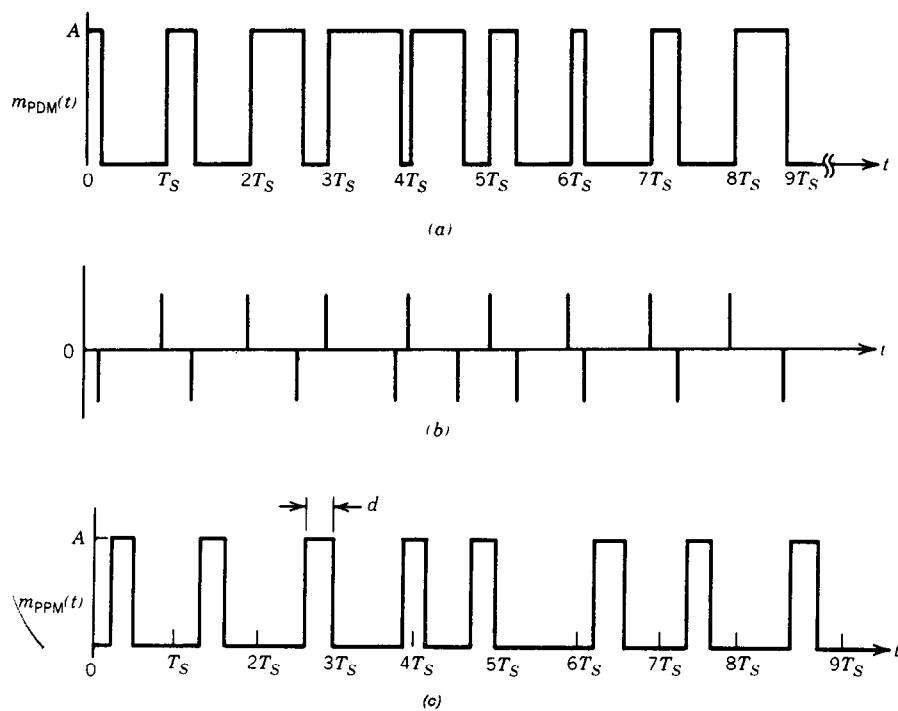 A
m_PDM(t)
0 T_S 2T_S 3T_S 4T_S 5T_S 6T_S 7T_S 8T_S 9T_S t
(a)
0 t
(b)
d
A
m_PPM(t)
0 T_S 2T_S 3T_S 4T_S 5T_S 6T_S 7T_S 8T_S 9T_S t
(c)